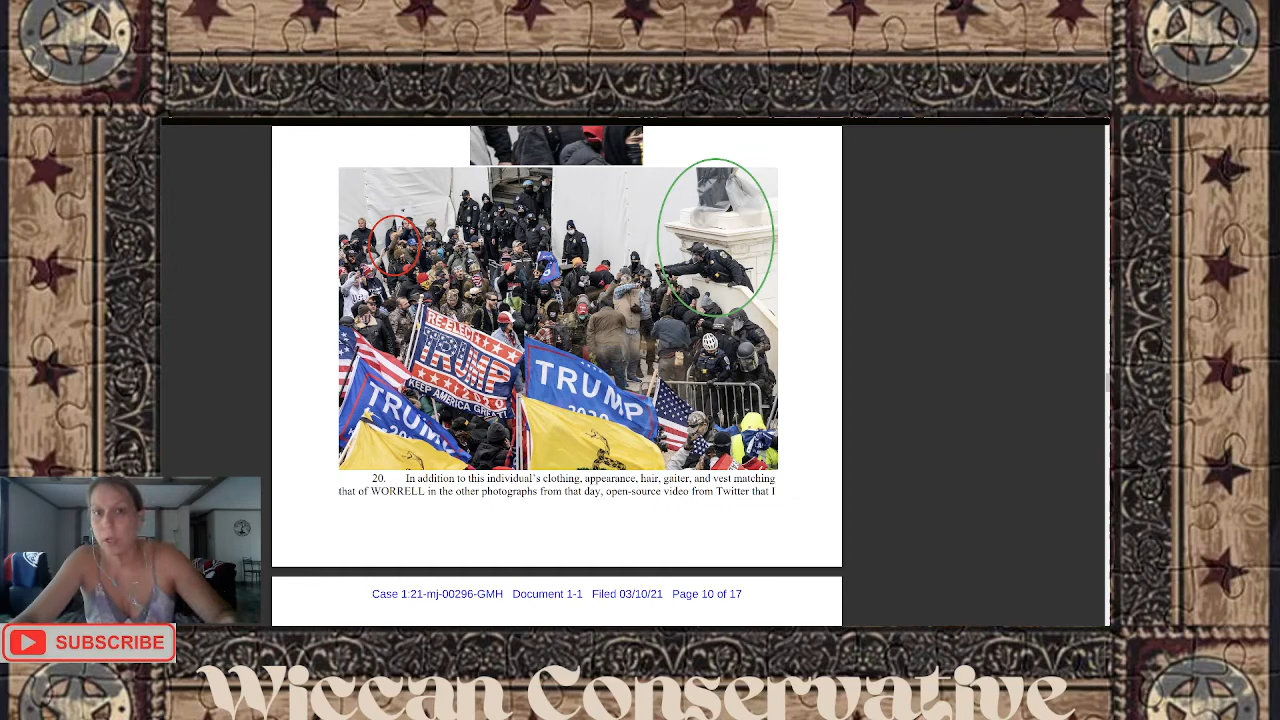 RE-ELECT
TRUMP
2020
KEEP AMERICA GREAT!
TRUMP
2020
TRUMP
20. In addition to this individual's clothing, appearance, hair, gaiter, and vest matching
that of WORRELL in the other photographs from that day, open-source video from Twitter that I
Case 1:21-mj-00296-GMH Document 1-1 Filed 03/10/21 Page 10 of 17
SUBSCRIBE
Wiccan Conservative